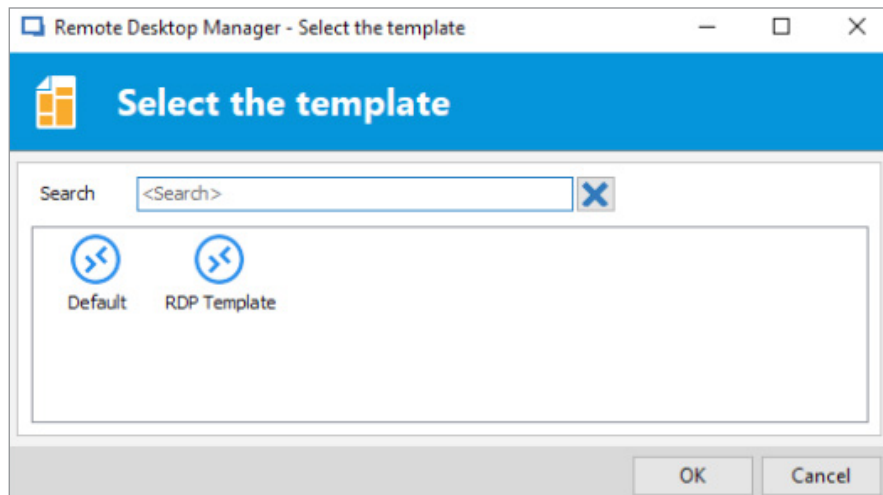 Remote Desktop Manager - Select the template
Select the template
Search <Search>
Default RDP Template
OK Cancel